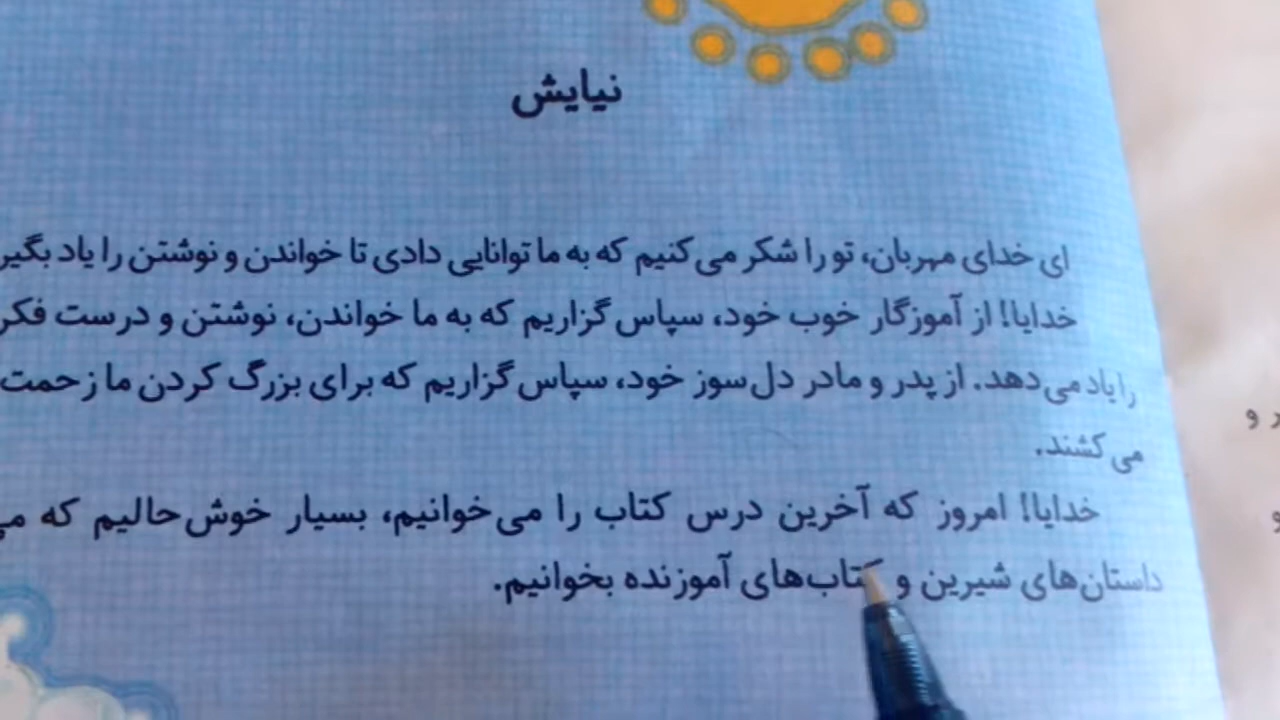 نیایش
ای خدای مهربان، تو را شکر می‌کنیم که به ما توانایی دادی تا خواندن و نوشتن را یاد
خدایا! از آموزگار خوب خود، سپاس‌گزاریم که به ما خواندن، نوشتن و درست فکر
را یاد می‌دهد. از پدر و مادر دل‌سوز خود، سپاس‌گزاریم که برای بزرگ کردن ما زحمت
می‌کشند.
خدایا! امروز که آخرین درس کتاب را می‌خوانیم، بسیار خوش‌حالیم که
داستان‌های شیرین و کتاب‌های آموزنده بخوانیم.